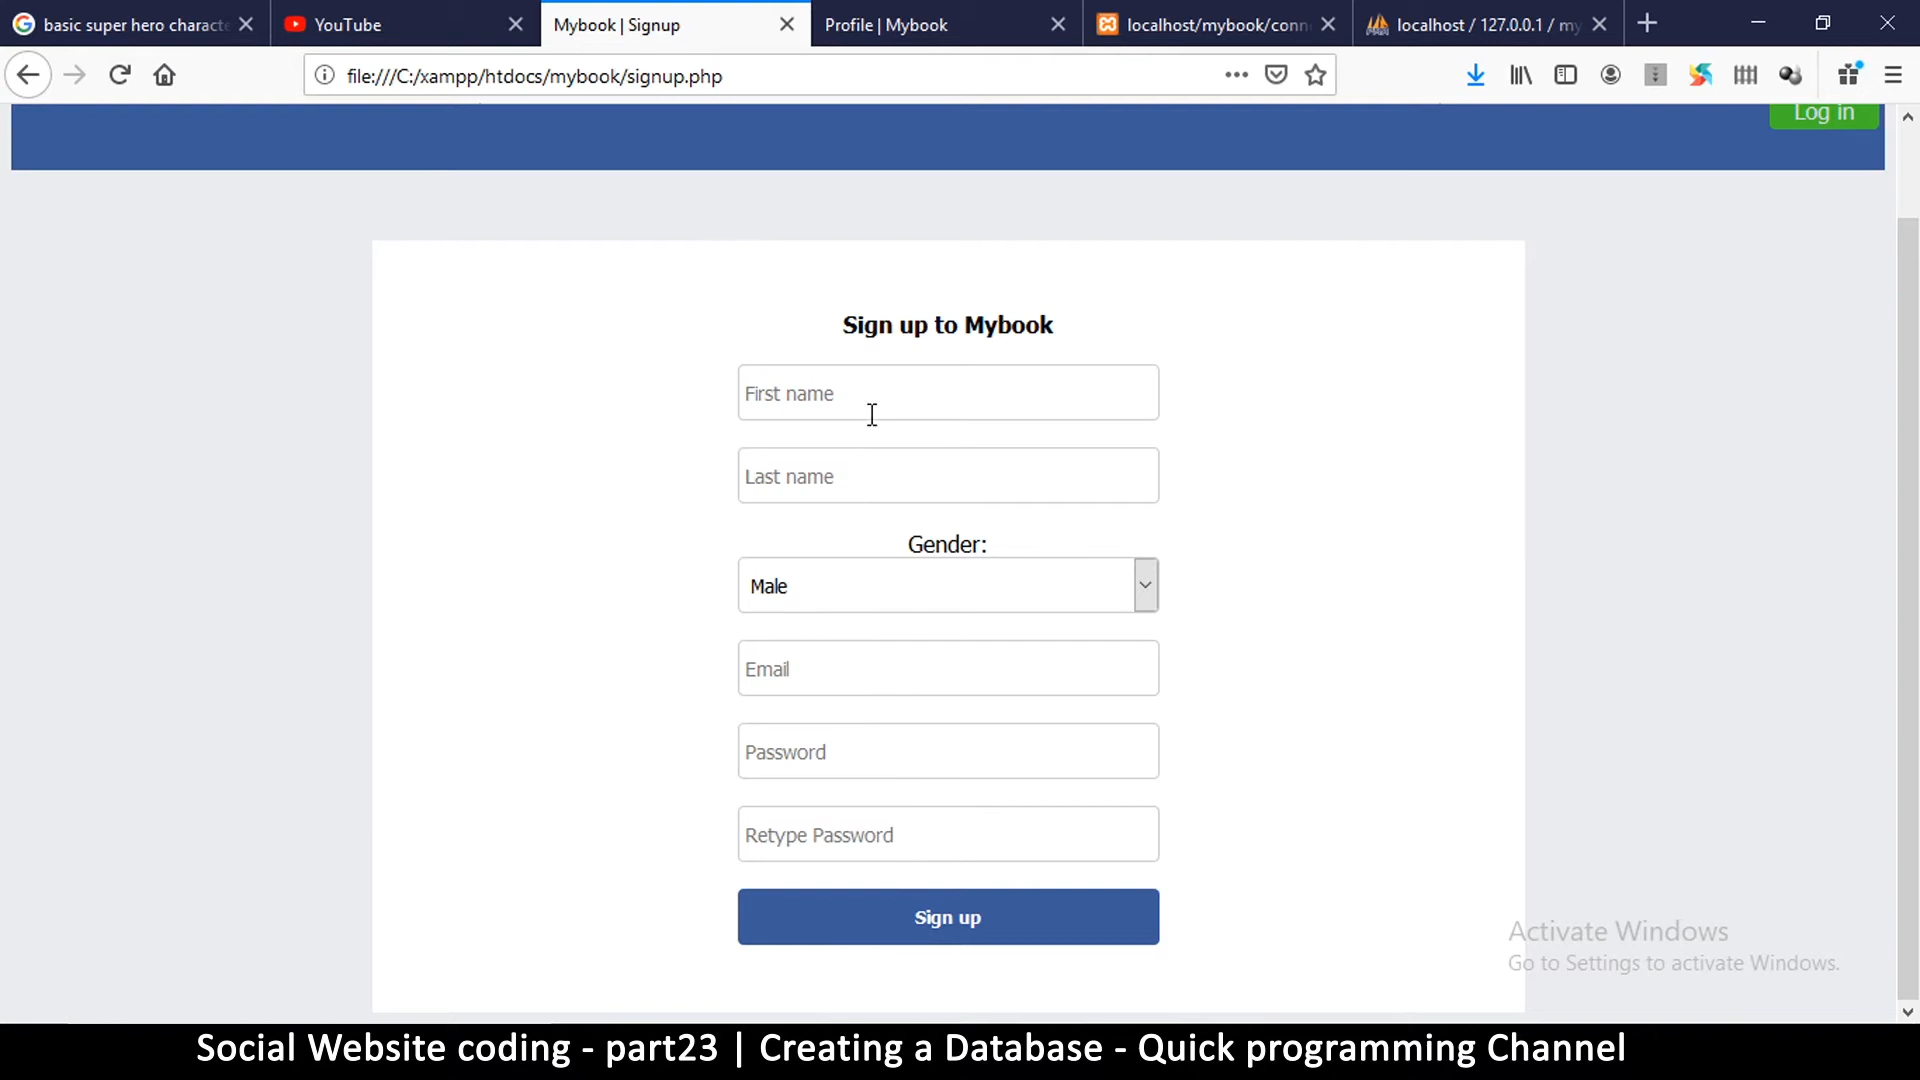 basic super hero characte
YouTube
Mybook | Signup
Profile | Mybook
localhost/mybook/conn
localhost / 127.0.0.1 / my
file:///C:/xampp/htdocs/mybook/signup.php
Log in
Sign up to Mybook
First name
Last name
Gender:
Male
Email
Password
Retype Password
Sign up
Activate Windows
Go to Settings to activate Windows.
Social Website coding - part23 | Creating a Database - Quick programming Channel